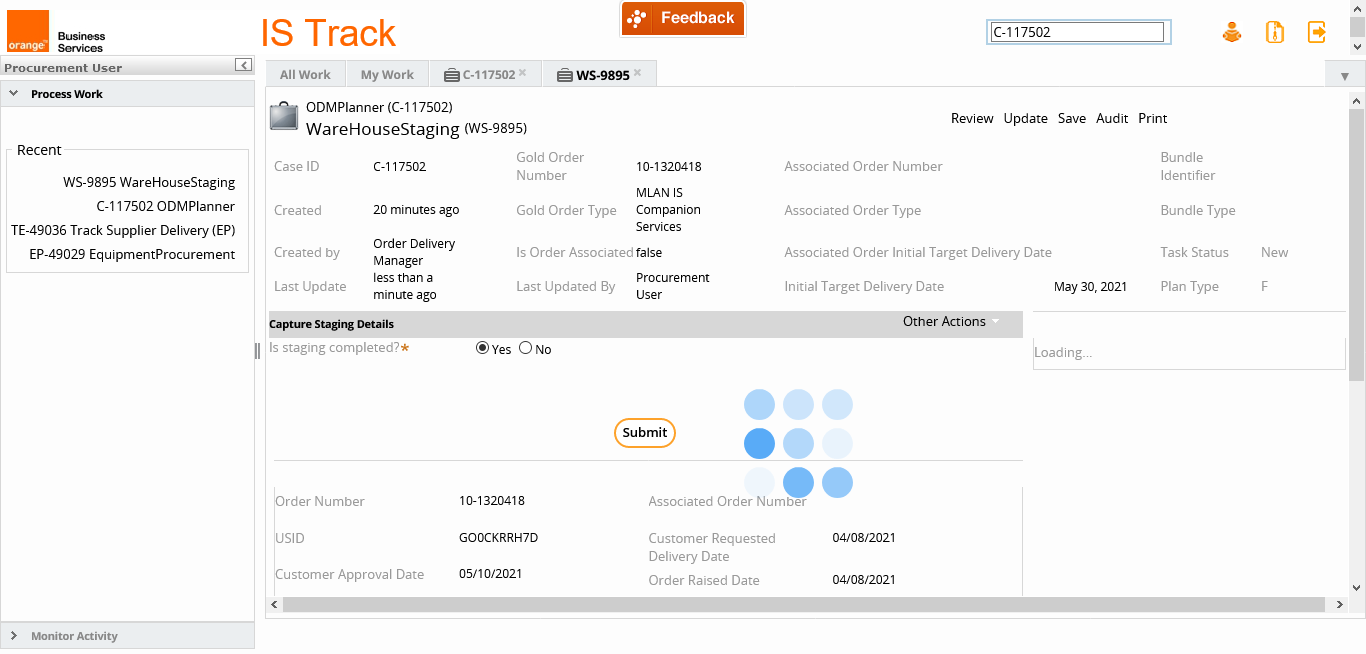 orange™
Business
Services
IS Track
Feedback
C-117502
Procurement User
Process Work
Recent
WS-9895 WareHouseStaging
C-117502 ODMPlanner
TE-49036 Track Supplier Delivery (EP)
EP-49029 EquipmentProcurement
Monitor Activity
All Work
My Work
C-117502
WS-9895
ODMPlanner (C-117502)
WareHouseStaging (WS-9895)
Review Update Save Audit Print
Case ID
C-117502
Gold Order
Number
10-1320418
Associated Order Number
Bundle
Identifier
Created
20 minutes ago
Gold Order Type
MLAN IS
Companion
Services
Associated Order Type
Bundle Type
Created by
Order Delivery
Manager
Is Order Associated
false
Associated Order Initial Target Delivery Date
Task Status
New
Last Update
less than a
minute ago
Last Updated By
Procurement
User
Initial Target Delivery Date
May 30, 2021
Plan Type
F
Capture Staging Details
Other Actions
Is staging completed?*
Yes
No
Loading...
Submit
Order Number
10-1320418
Associated Order Number
USID
GO0CKRRH7D
Customer Requested
Delivery Date
04/08/2021
Customer Approval Date
05/10/2021
Order Raised Date
04/08/2021